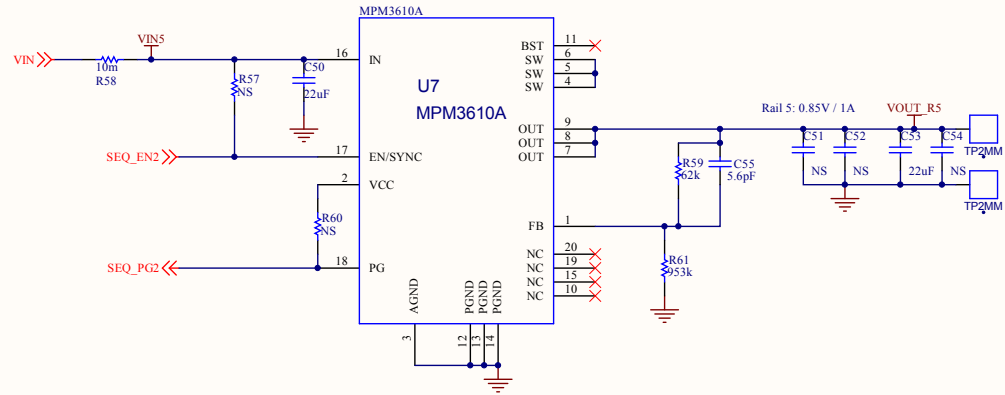 MPM3610A
VIN
VIN5
10m
R58
R57
NS
C50
22uF
16
IN
U7
MPM3610A
BST
11
SW
6
SW
5
SW
4
OUT
9
OUT
8
OUT
7
Rail 5: 0.85V / 1A
VOUT_R5
C51
NS
C52
NS
C53
22uF
C54
NS
TP2MM
TP2MM
SEQ_EN2
17
EN/SYNC
2
VCC
R60
NS
SEQ_PG2
18
PG
R59
62k
C55
5.6pF
FB
1
R61
953k
NC
20
NC
19
NC
15
NC
10
AGND
PGND
PGND
PGND
3
12
13
14